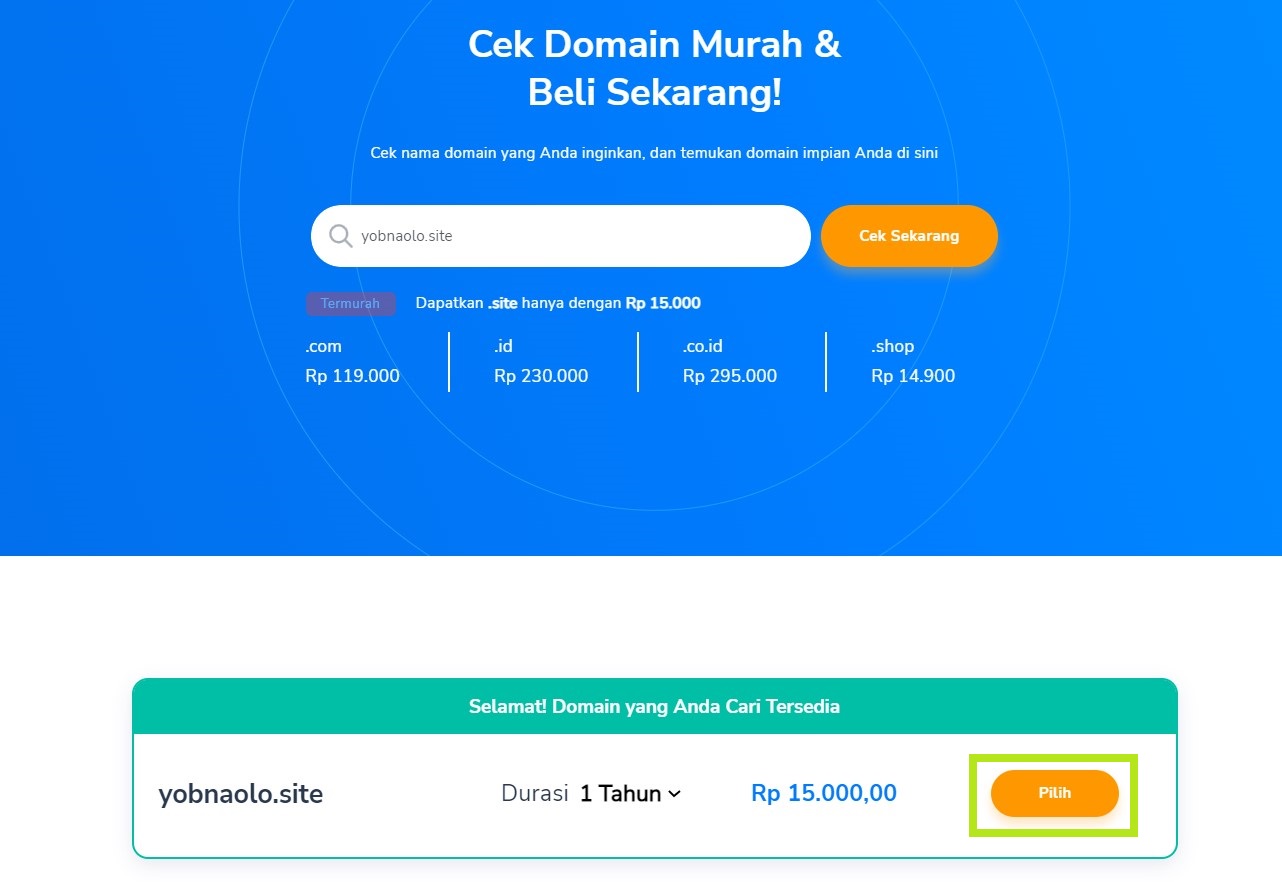 Cek Domain Murah &
Beli Sekarang!
Cek nama domain yang Anda inginkan, dan temukan domain impian Anda di sini
yobnaolo.site
Cek Sekarang
Termurah Dapatkan .site hanya dengan Rp 15.000
.com .id .co.id .shop
Rp 119.000 Rp 230.000 Rp 295.000 Rp 14.900
Selamat! Domain yang Anda Cari Tersedia
yobnaolo.site Durasi 1 Tahun Rp 15.000,00 Pilih